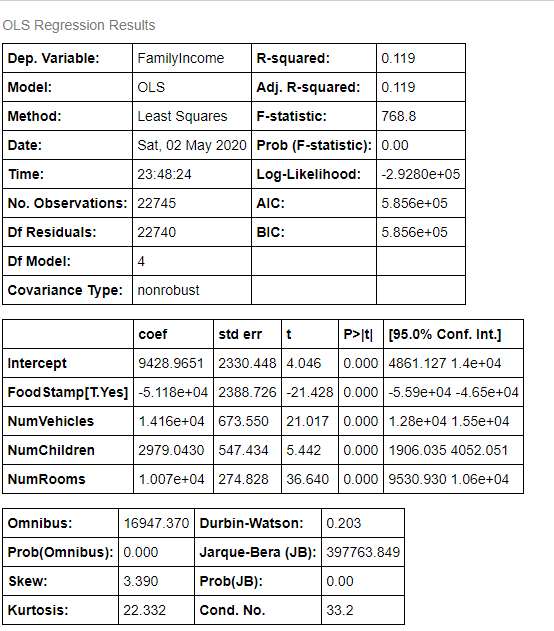 OLS Regression Results
Dep. Variable: FamilyIncome R-squared: 0.119
Model: OLS Adj. R-squared: 0.119
Method: Least Squares F-statistic: 768.8
Date: Sat, 02 May 2020 Prob (F-statistic): 0.00
Time: 23:48:24 Log-Likelihood: -2.9280e+05
No. Observations: 22745 AIC: 5.856e+05
Df Residuals: 22740 BIC: 5.856e+05
Df Model: 4
Covariance Type: nonrobust
coef std err t P>|t| [95.0% Conf. Int.]
Intercept 9428.9651 2330.448 4.046 0.000 4861.127 1.4e+04
FoodStamp[T.Yes] -5.118e+04 2388.726 -21.428 0.000 -5.59e+04 -4.65e+04
NumVehicles 1.416e+04 673.550 21.017 0.000 1.28e+04 1.55e+04
NumChildren 2979.0430 547.434 5.442 0.000 1906.035 4052.051
NumRooms 1.007e+04 274.828 36.640 0.000 9530.930 1.06e+04
Omnibus: 16947.370 Durbin-Watson: 0.203
Prob(Omnibus): 0.000 Jarque-Bera (JB): 397763.849
Skew: 3.390 Prob(JB): 0.00
Kurtosis: 22.332 Cond. No. 33.2